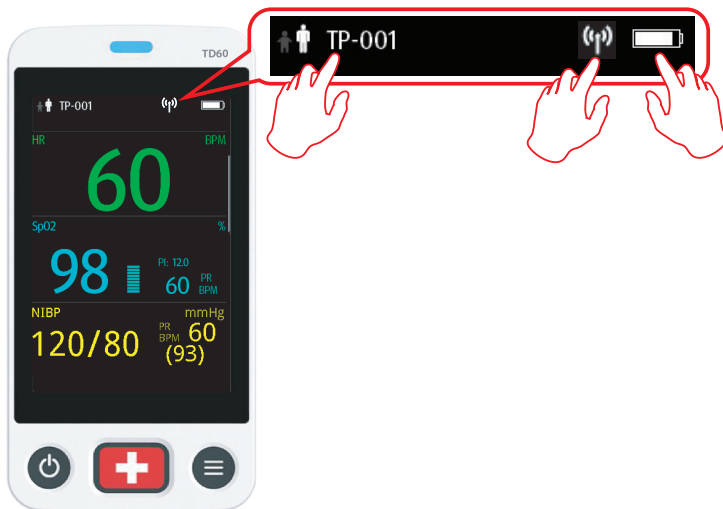 TD60
TP-001
TP-001
HR BPM
60
SpO2 %
98 PI: 12.0
60 PR
BPM
NIBP mmHg
120/80 PR
BPM 60
(93)